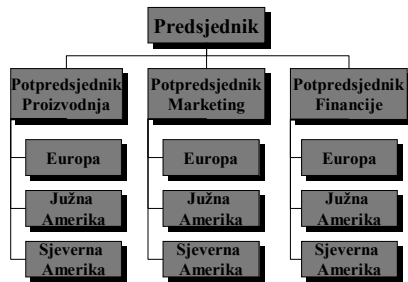 Predsjednik
Potpredsjednik
Proizvodnja
Europa
Južna
Amerika
Sjeverna
Amerika
Potpredsjednik
Marketing
Europa
Južna
Amerika
Sjeverna
Amerika
Potpredsjednik
Financije
Europa
Južna
Amerika
Sjeverna
Amerika